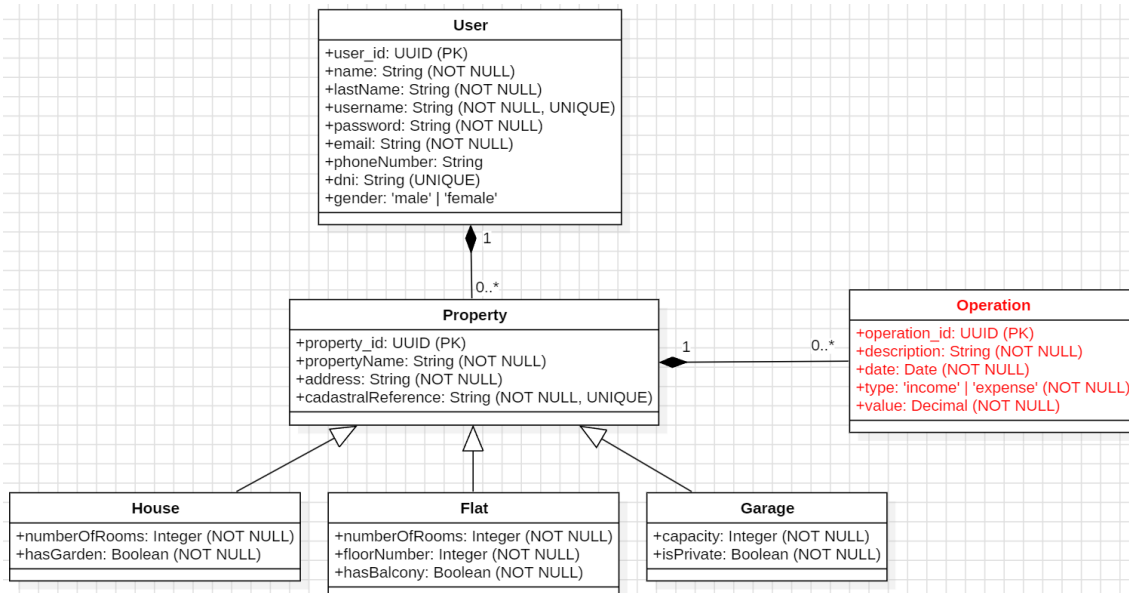 User
+user_id: UUID (PK)
+name: String (NOT NULL)
+lastName: String (NOT NULL)
+username: String (NOT NULL, UNIQUE)
+password: String (NOT NULL)
+email: String (NOT NULL)
+phoneNumber: String
+dni: String (UNIQUE)
+gender: 'male' | 'female'
1
0..*
Property
+property_id: UUID (PK)
+propertyName: String (NOT NULL)
+address: String (NOT NULL)
+cadastralReference: String (NOT NULL, UNIQUE)
1
0..*
Operation
+operation_id: UUID (PK)
+description: String (NOT NULL)
+date: Date (NOT NULL)
+type: 'income' | 'expense' (NOT NULL)
+value: Decimal (NOT NULL)
House
+numberOfRooms: Integer (NOT NULL)
+hasGarden: Boolean (NOT NULL)
Flat
+numberOfRooms: Integer (NOT NULL)
+floorNumber: Integer (NOT NULL)
+hasBalcony: Boolean (NOT NULL)
Garage
+capacity: Integer (NOT NULL)
+isPrivate: Boolean (NOT NULL)